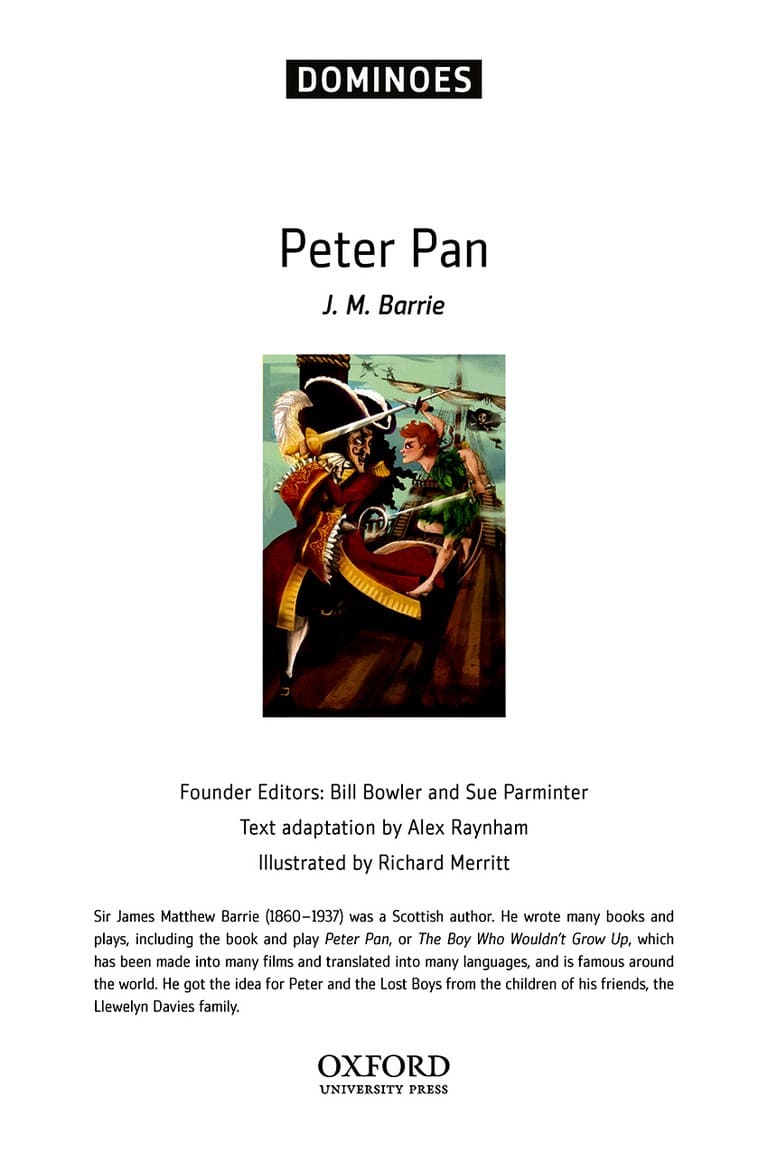 DOMINOES
Peter Pan
J. M. Barrie
Founder Editors: Bill Bowler and Sue Parminter
Text adaptation by Alex Raynham
Illustrated by Richard Merritt
Sir James Matthew Barrie (1860–1937) was a Scottish author. He wrote many books and
plays, including the book and play Peter Pan, or The Boy Who Wouldn't Grow Up, which
has been made into many films and translated into many languages, and is famous around
the world. He got the idea for Peter and the Lost Boys from the children of his friends, the
Llewelyn Davies family.
OXFORD
UNIVERSITY PRESS